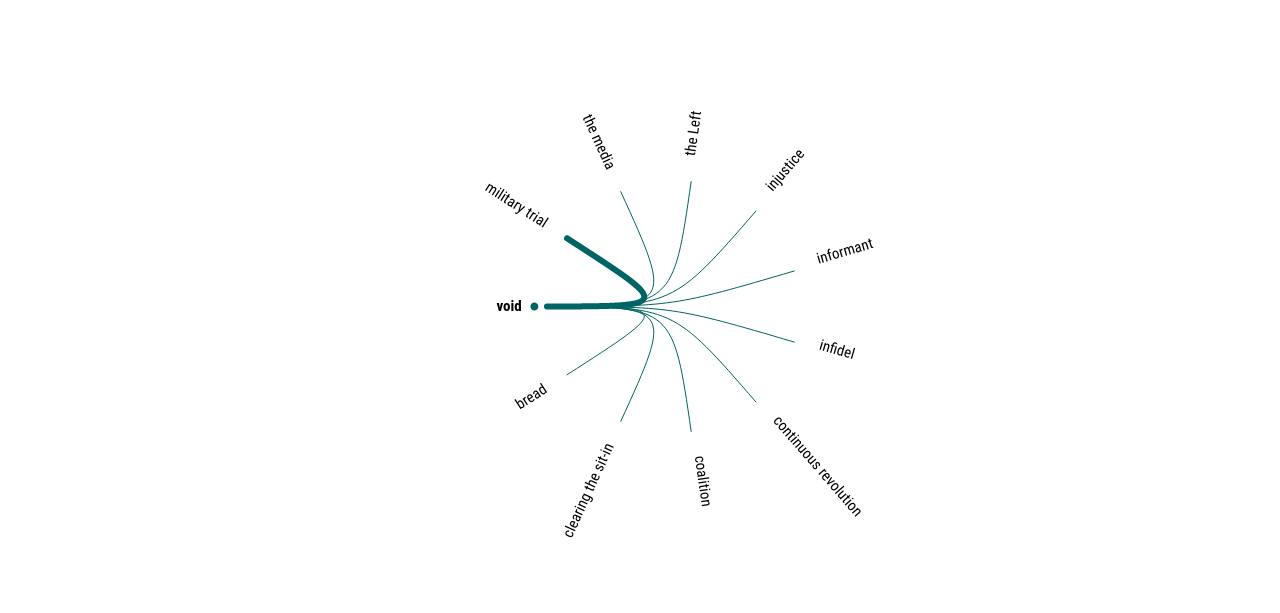 the media
the Left
injustice
military trial
informant
void
infidel
bread
continuous revolution
clearing the sit-in
coalition